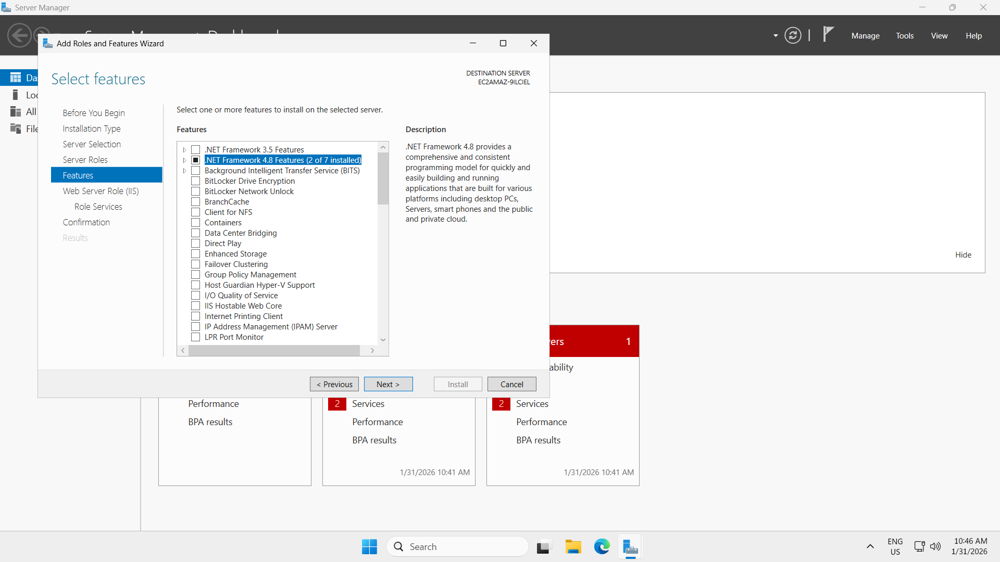 Server Manager
Manage
Tools
View
Help
Add Roles and Features Wizard
Select features
DESTINATION SERVER
EC2AMAZ-9ILCIEL
Before You Begin
Installation Type
Server Selection
Server Roles
Features
Web Server Role (IIS)
Role Services
Confirmation
Results
Select one or more features to install on the selected server.
Features
.NET Framework 3.5 Features
.NET Framework 4.8 Features (2 of 7 installed)
Background Intelligent Transfer Service (BITS)
BitLocker Drive Encryption
BitLocker Network Unlock
BranchCache
Client for NFS
Containers
Data Center Bridging
Direct Play
Enhanced Storage
Failover Clustering
Group Policy Management
Host Guardian Hyper-V Support
I/O Quality of Service
IIS Hostable Web Core
Internet Printing Client
IP Address Management (IPAM) Server
LPR Port Monitor
Description
.NET Framework 4.8 provides a
comprehensive and consistent
programming model for quickly and
easily building and running
applications that are built for various
platforms including desktop PCs,
Servers, smart phones and the public
and private cloud.
< Previous
Next >
Install
Cancel
All
Hide
1
Performance
BPA results
2 Services
Performance
BPA results
1/31/2026 10:41 AM
2 Services
Performance
BPA results
1/31/2026 10:41 AM
Search
ENG
US
10:46 AM
1/31/2026